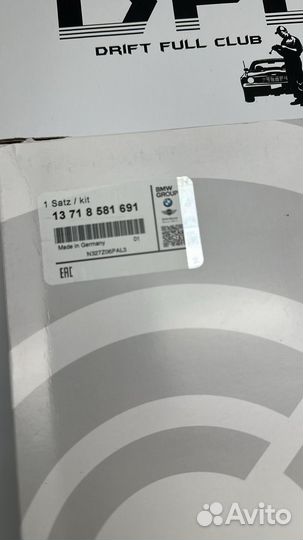 DRIFT FULL CLUB
1 Satz / kit
13 71 8 581 691
Made in Germany
01
N327Z06PAL3
BMW
GROUP
EAC
Avito